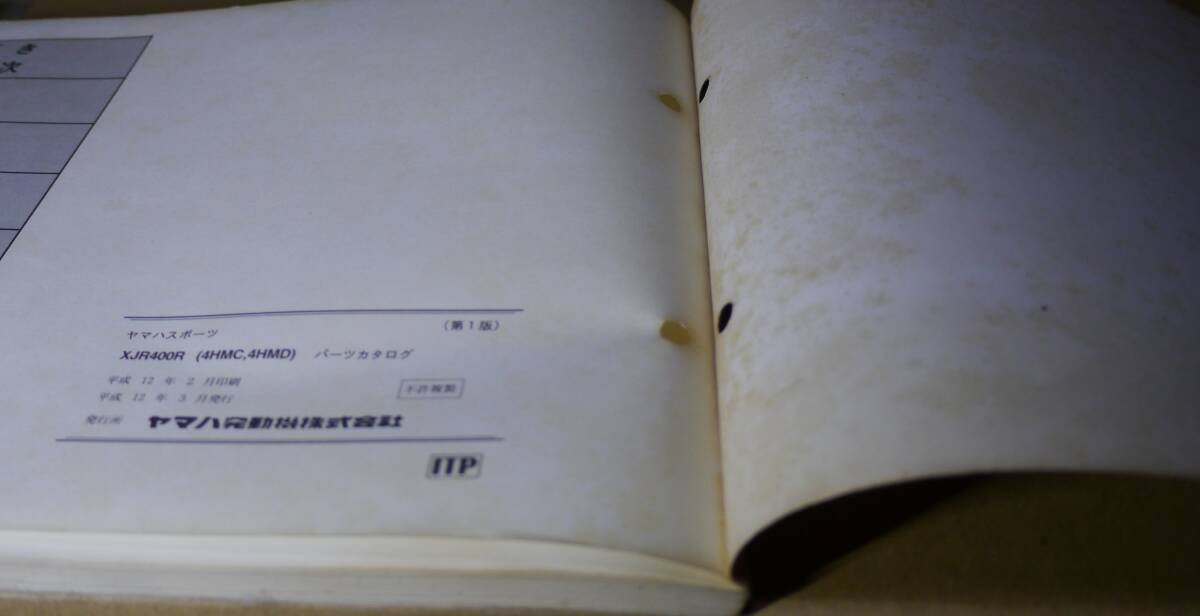 き
次
(第1版)
ヤマハスポーツ
XJR400R (4HMC,4HMD) パーツカタログ
平成 12 年 2 月印刷
平成 12 年 3 月発行
不許複製
発行所 ヤマハ発動機株式会社
ITP